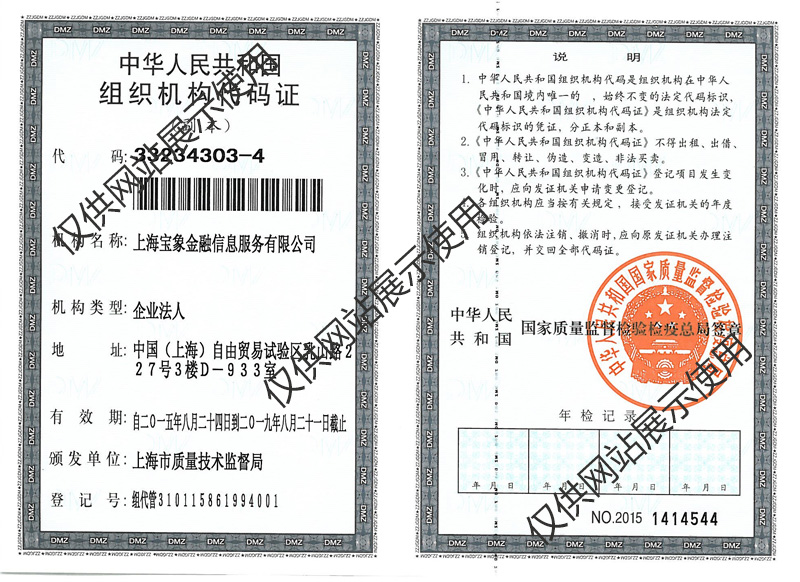 中华人民共和国
组织机构代码证
（副本）
代 码: 33234303-4
机构名称: 上海宝象金融信息服务有限公司
机构类型: 企业法人
地 址: 中国（上海）自由贸易试验区乳山路2
27号3楼D-933室
有 效 期: 自二0一五年八月二十四日到二0一九年八月二十一日截止
颁发单位: 上海市质量技术监督局
登 记 号: 组代管3101158619940​01
仅供网站展示使用
说 明
1. 中华人民共和国组织机构代码是组织机构在中华人
民共和国境内唯一的 ，始终不变的法定代码标识，
《中华人民共和国组织机构代码证》是组织机构法定
代码标识的凭证，分正本和副本。
2.《中华人民共和国组织机构代码证》不得出租、出借、
冒用、转让、伪造、变造、非法买卖。
3.《中华人民共和国组织机构代码证》登记项目发生变
化时、应向发证机关申请变更登记。
各组织机构应当按有关规定，接受发证机关的年度
检验。
组织机构依法注销、撤消时，应向原发证机关办理注
销登记，并交回全部代码证。
中华人民
共和国
国家质量监督检验检疫总局签章
中华人民共和国国家质量监督检验检疫总局
年检记录
年 月 日 年 月 日 年 月 日 年 月 日
NO.2015 1414544
仅供网站展示使用
仅供网站展示使用